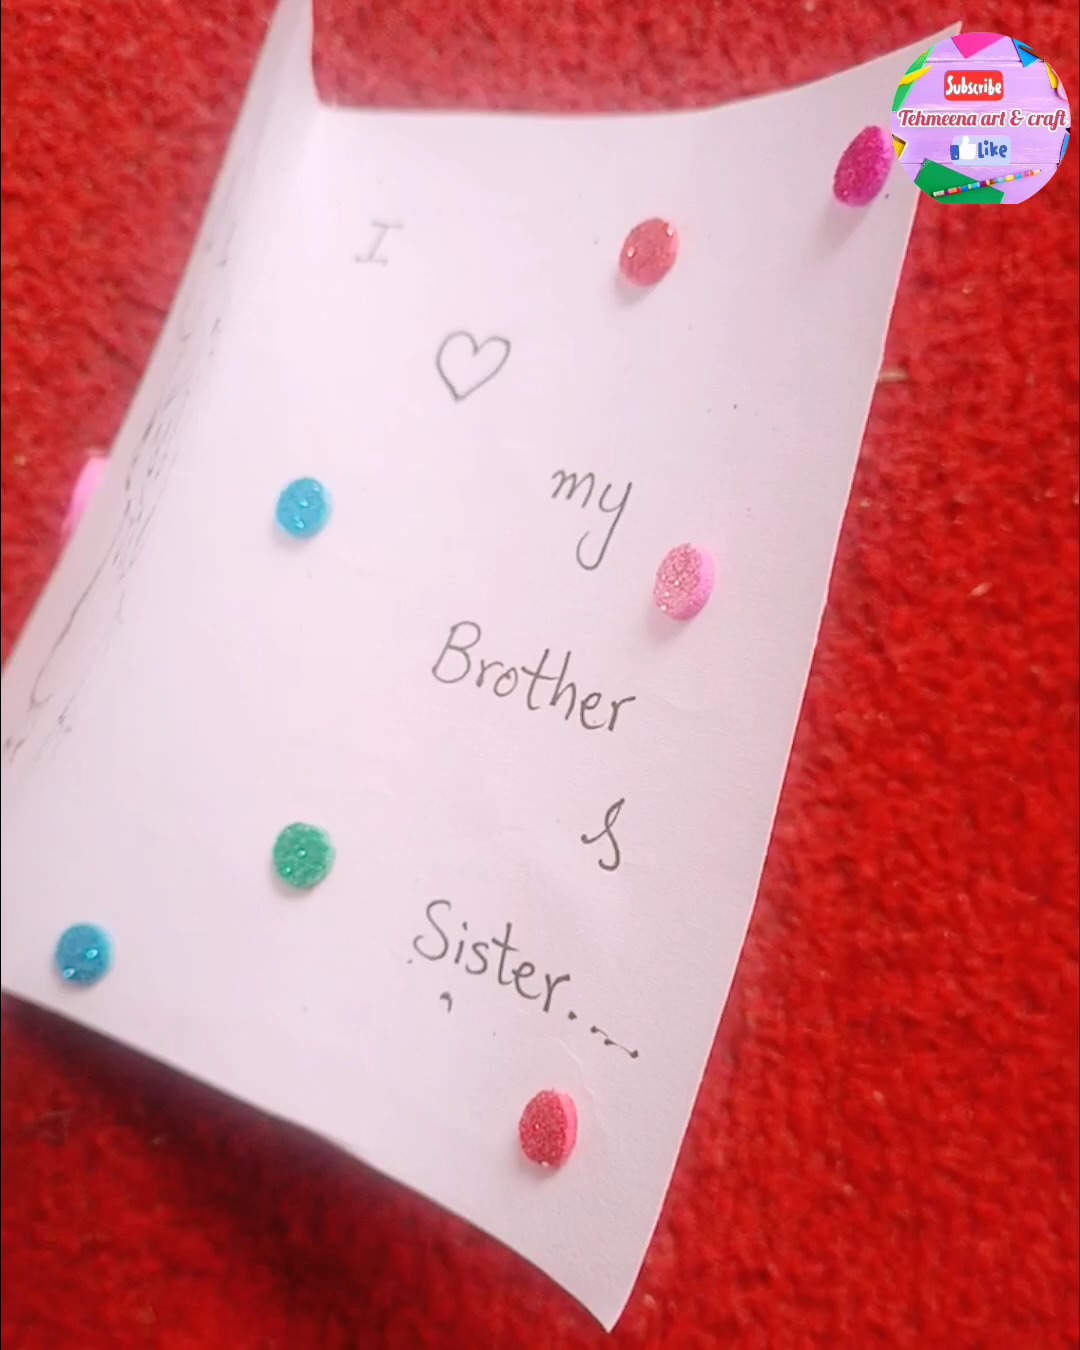 I
♡
my
Brother
&
Sister....
Subscribe
Tehmeena art & craft
Like